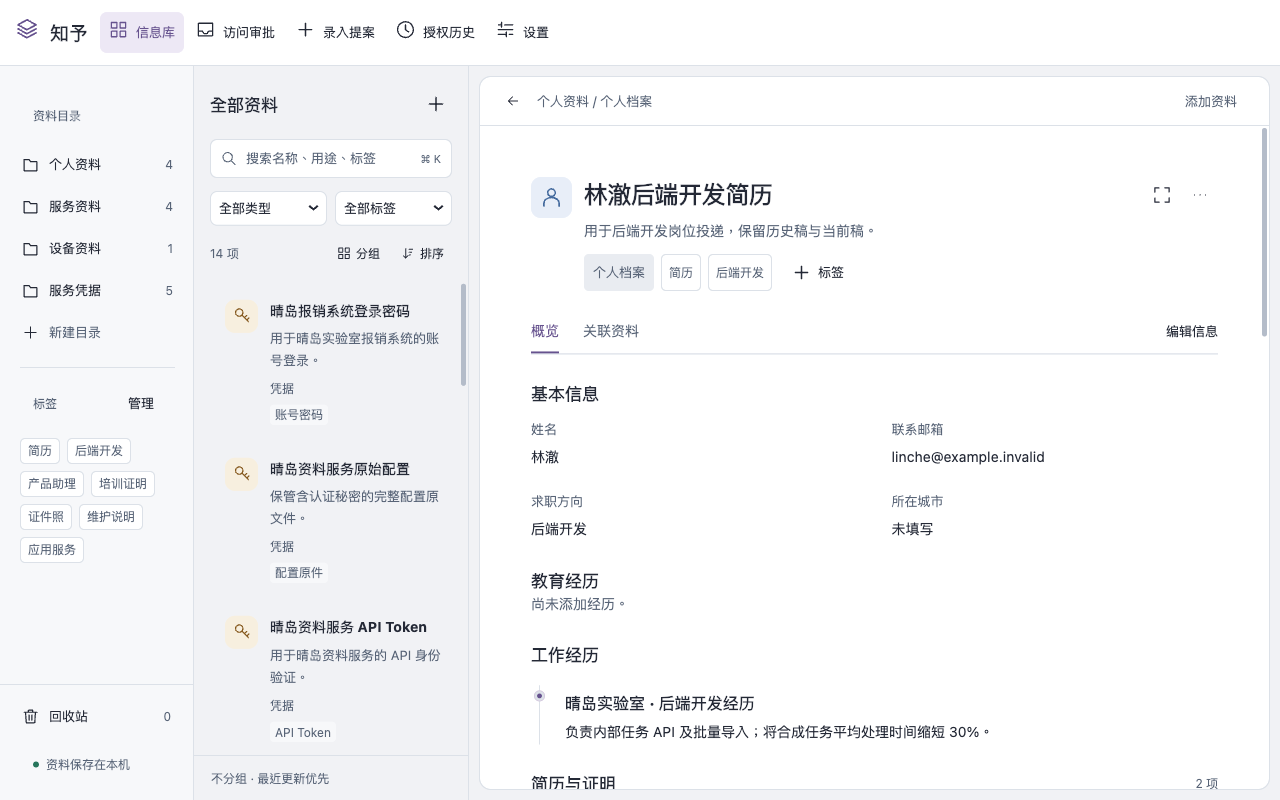 知予
信息库
访问审批
录入提案
授权历史
设置
资料目录
个人资料 4
服务资料 4
设备资料 1
服务凭据 5
新建目录
标签 管理
简历 后端开发
产品助理 培训证明
证件照 维护说明
应用服务
回收站 0
资料保存在本机
全部资料
搜索名称、用途、标签 ⌘ K
全部类型 全部标签
14 项 分组 排序
晴岛报销系统登录密码
用于晴岛实验室报销系统的账
号登录。
凭据
账号密码
晴岛资料服务原始配置
保管含认证秘密的完整配置原
文件。
凭据
配置原件
晴岛资料服务 API Token
用于晴岛资料服务的 API 身份
验证。
凭据
API Token
不分组 · 最近更新优先
个人资料 / 个人档案 添加资料
林澈后端开发简历
用于后端开发岗位投递，保留历史稿与当前稿。
个人档案 简历 后端开发 标签
概览 关联资料 编辑信息
基本信息
姓名 联系邮箱
林澈 linche@example.invalid
求职方向 所在城市
后端开发 未填写
教育经历
尚未添加经历。
工作经历
晴岛实验室 · 后端开发经历
负责内部任务 API 及批量导入；将合成任务平均处理时间缩短 30%。
简历与证明 2 项